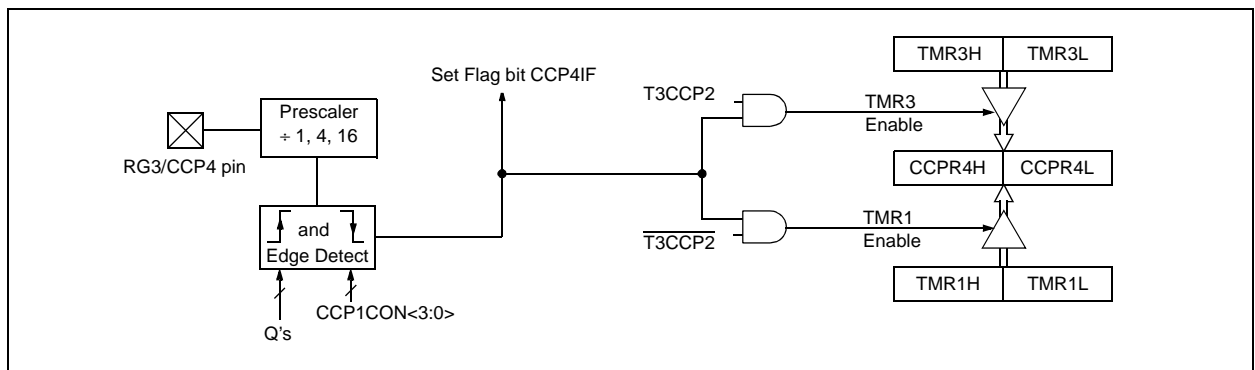 TMR3H TMR3L
Set Flag bit CCP4IF
T3CCP2
TMR3
Enable
Prescaler
÷ 1, 4, 16
RG3/CCP4 pin
CCPR4H CCPR4L
and
Edge Detect
TMR1
Enable
T3CCP2
TMR1H TMR1L
CCP1CON<3:0>
Q's